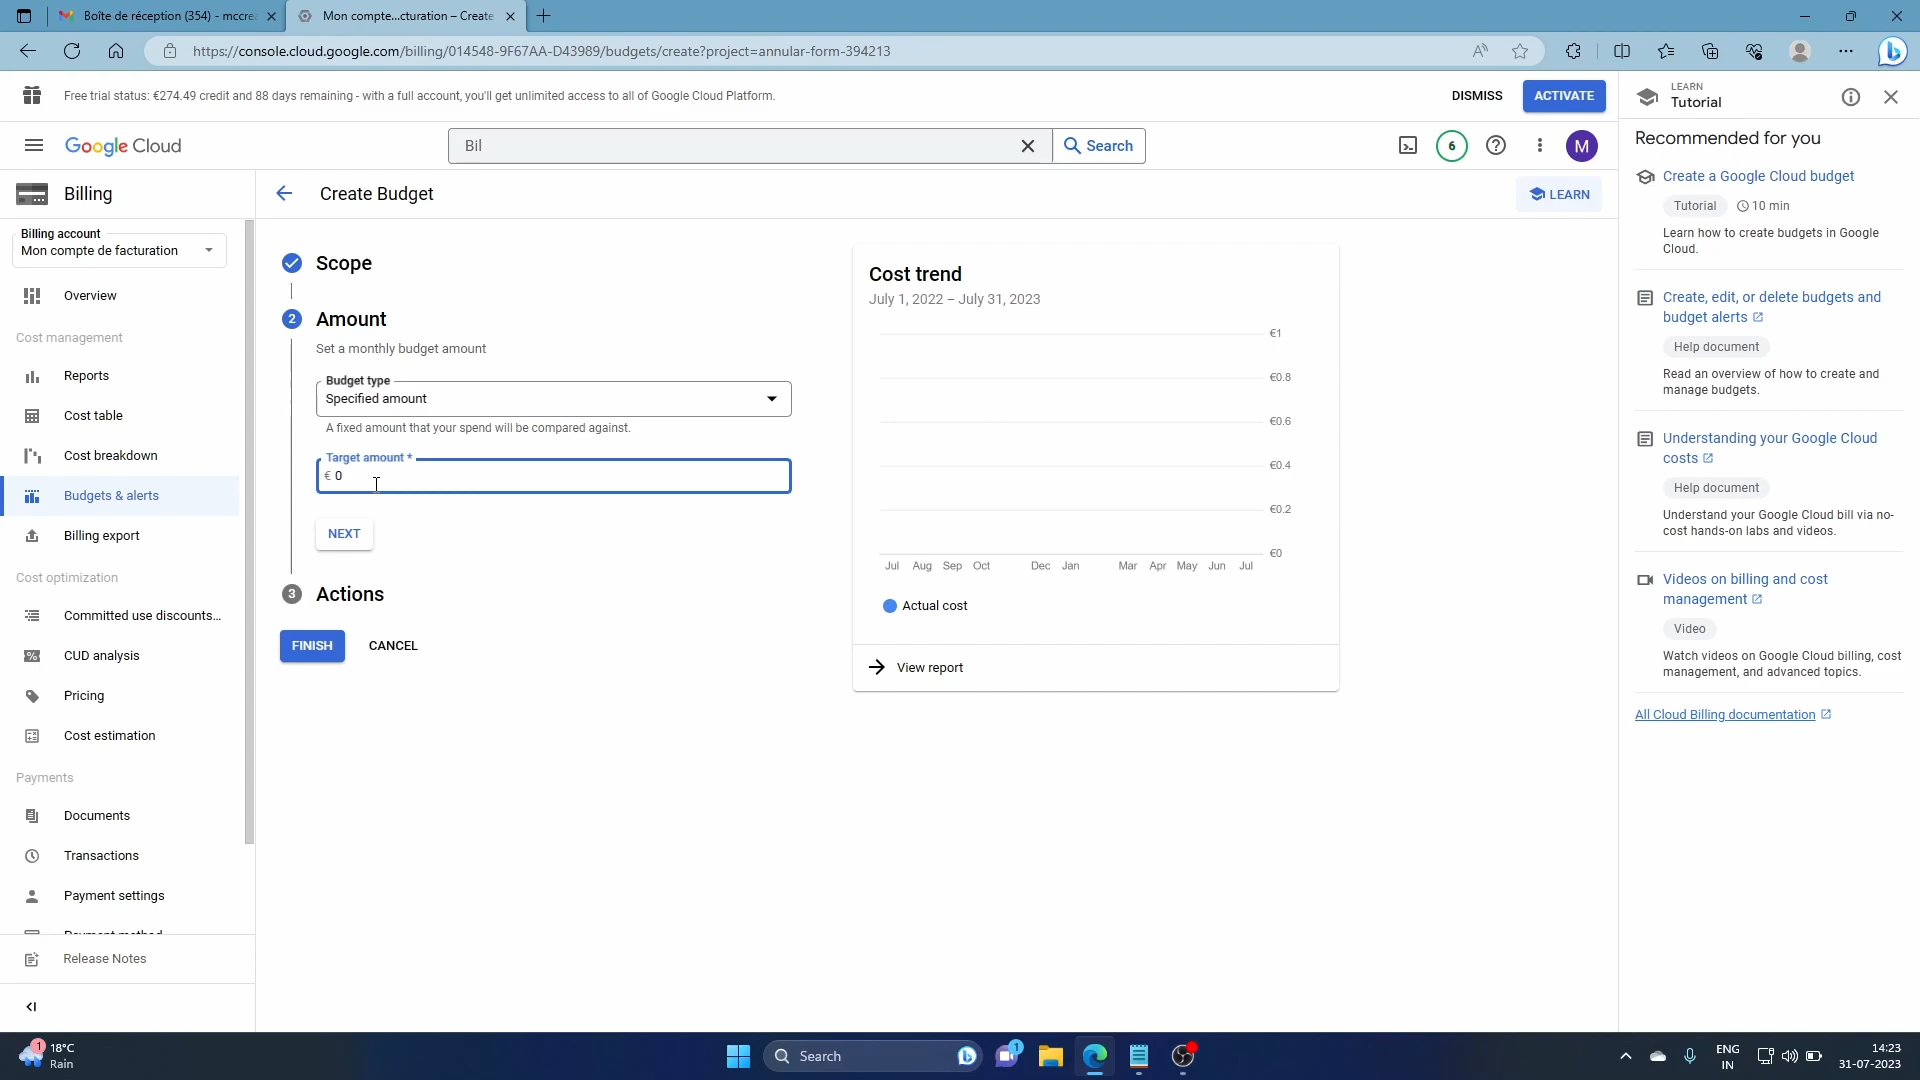 Boîte de réception (354) - mccrea
Mon compte...cturation – Create
https://console.cloud.google.com/billing/014548-9F67AA-D43989/budgets/create?project=annular-form-394213
Free trial status: €274.49 credit and 88 days remaining - with a full account, you'll get unlimited access to all of Google Cloud Platform.
DISMISS
ACTIVATE
Google Cloud
Bil
Search
6
M
Billing
Billing account
Mon compte de facturation
Overview
Cost management
Reports
Cost table
Cost breakdown
Budgets & alerts
Billing export
Cost optimization
Committed use discounts...
CUD analysis
Pricing
Cost estimation
Payments
Documents
Transactions
Payment settings
Payment method
Release Notes
Create Budget
LEARN
Scope
2 Amount
Set a monthly budget amount
Budget type
Specified amount
A fixed amount that your spend will be compared against.
Target amount *
€ 0
NEXT
3 Actions
FINISH
CANCEL
Cost trend
July 1, 2022 – July 31, 2023
€1
€0.8
€0.6
€0.4
€0.2
€0
Jul Aug Sep Oct Dec Jan Mar Apr May Jun Jul
Actual cost
View report
LEARN
Tutorial
Recommended for you
Create a Google Cloud budget
Tutorial 10 min
Learn how to create budgets in Google
Cloud.
Create, edit, or delete budgets and
budget alerts
Help document
Read an overview of how to create and
manage budgets.
Understanding your Google Cloud
costs
Help document
Understand your Google Cloud bill via no-
cost hands-on labs and videos.
Videos on billing and cost
management
Video
Watch videos on Google Cloud billing, cost
management, and advanced topics.
All Cloud Billing documentation
1
18°C
Rain
Search
1
ENG
IN
14:23
31-07-2023